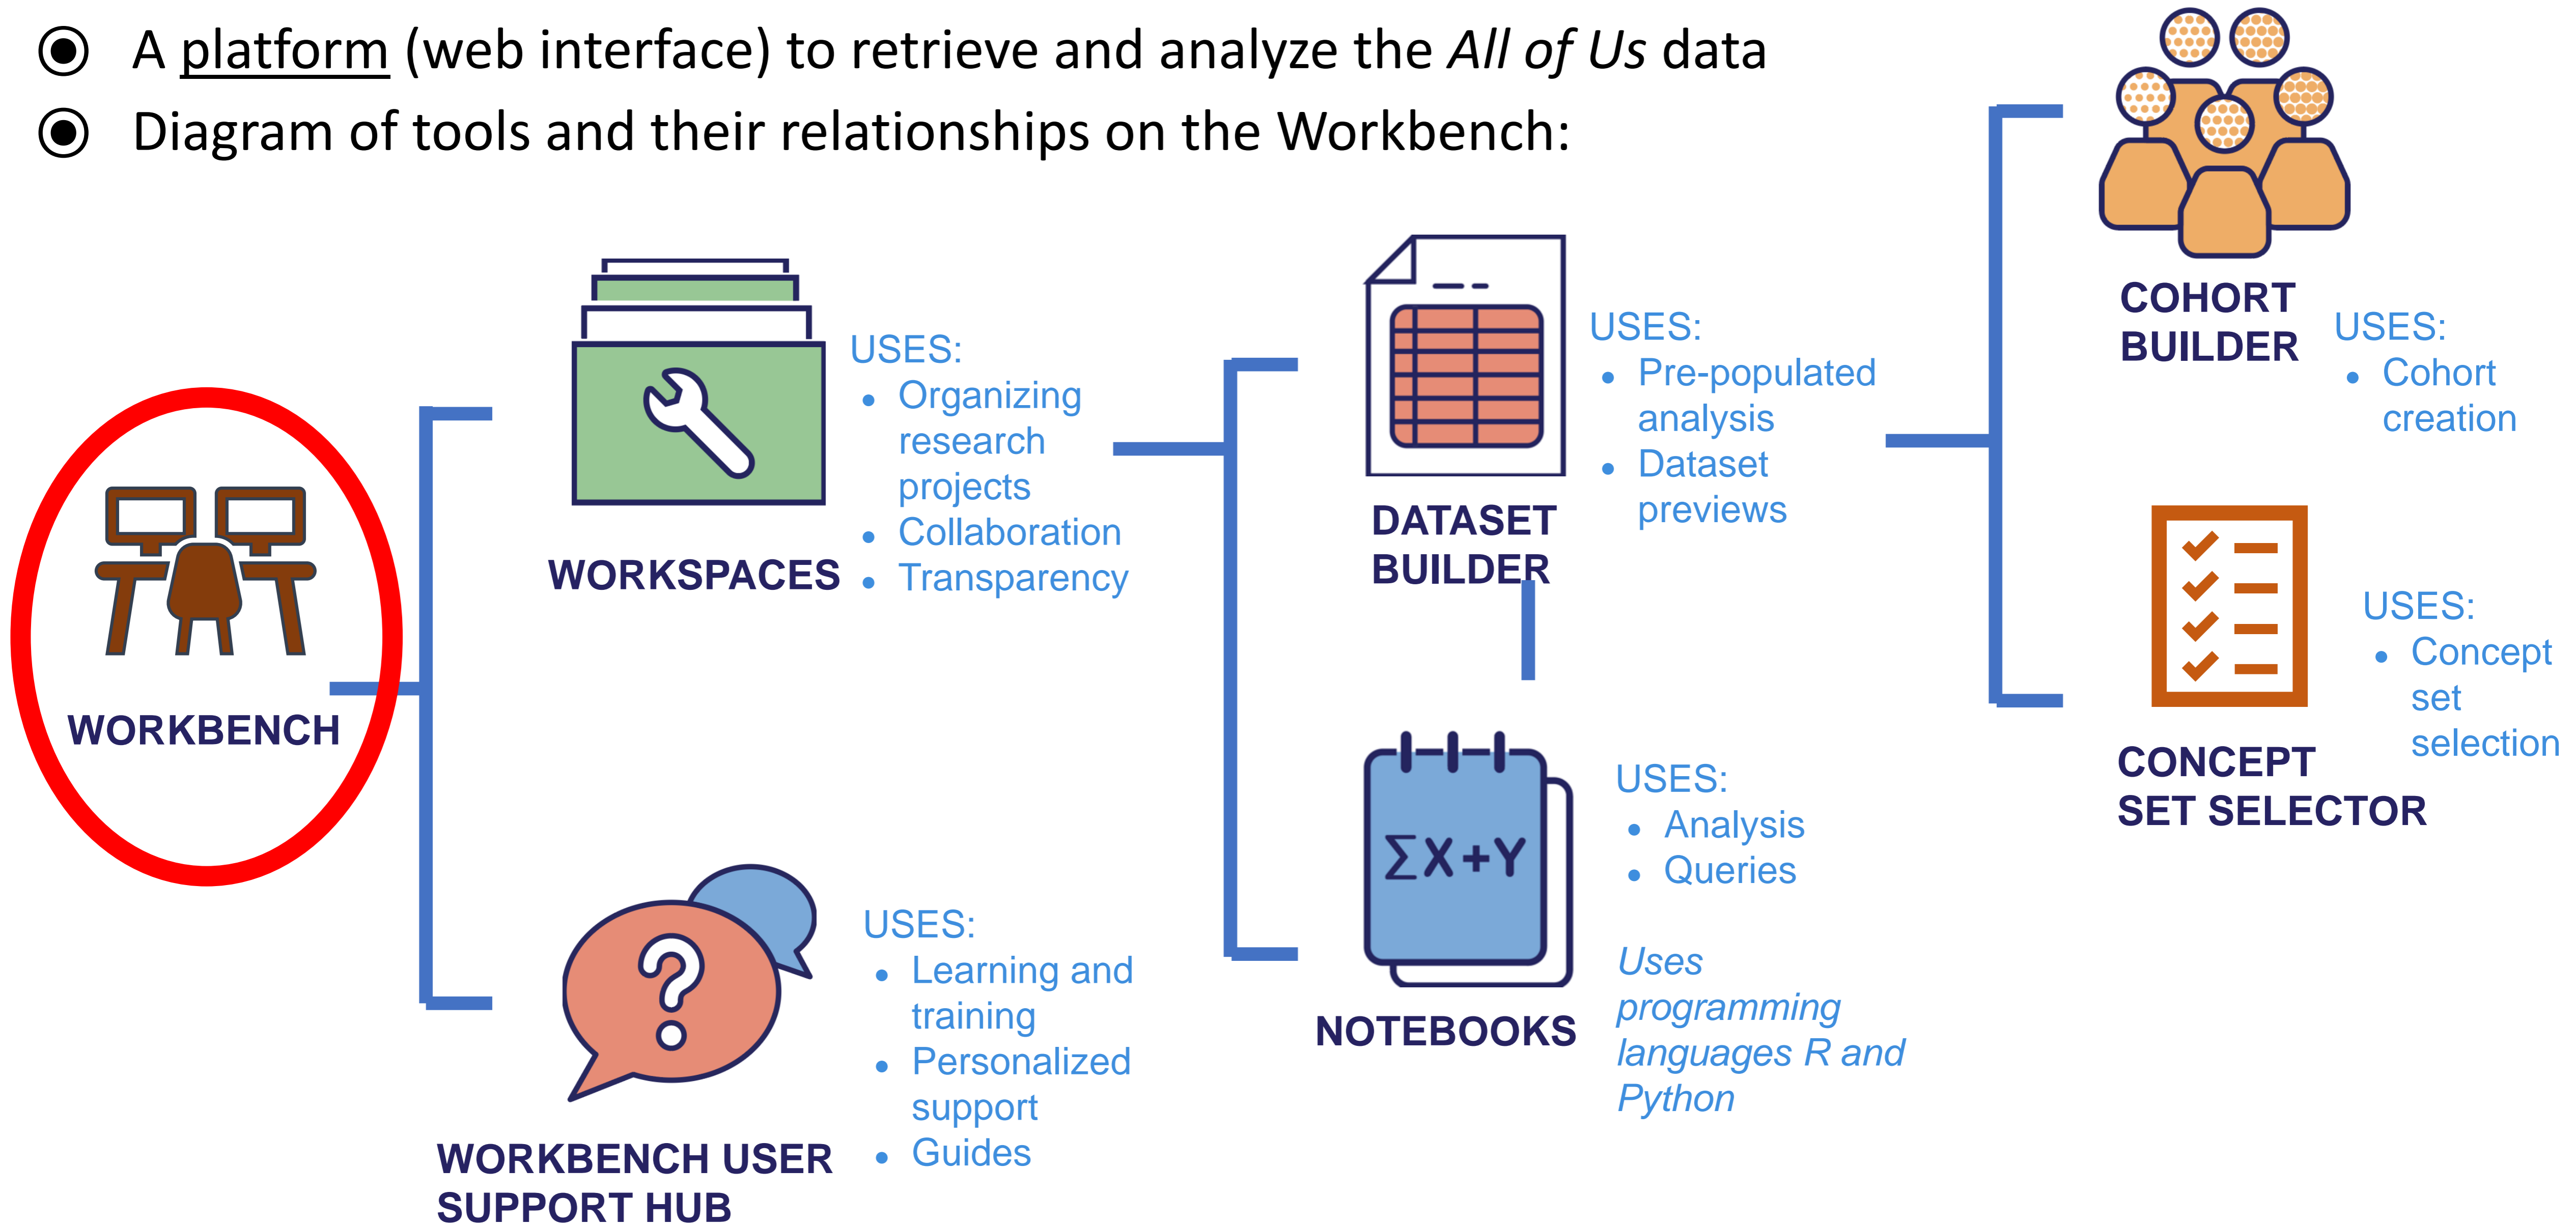 A platform (web interface) to retrieve and analyze the All of Us data
Diagram of tools and their relationships on the Workbench:
WORKBENCH
WORKSPACES
USES:
Organizing
research
projects
Collaboration
Transparency
WORKBENCH USER
SUPPORT HUB
USES:
Learning and
training
Personalized
support
Guides
DATASET
BUILDER
USES:
Pre-populated
analysis
Dataset
previews
ΣX+Y
NOTEBOOKS
USES:
Analysis
Queries
Uses
programming
languages R and
Python
COHORT
BUILDER
USES:
Cohort
creation
CONCEPT
SET SELECTOR
USES:
Concept
set
selection